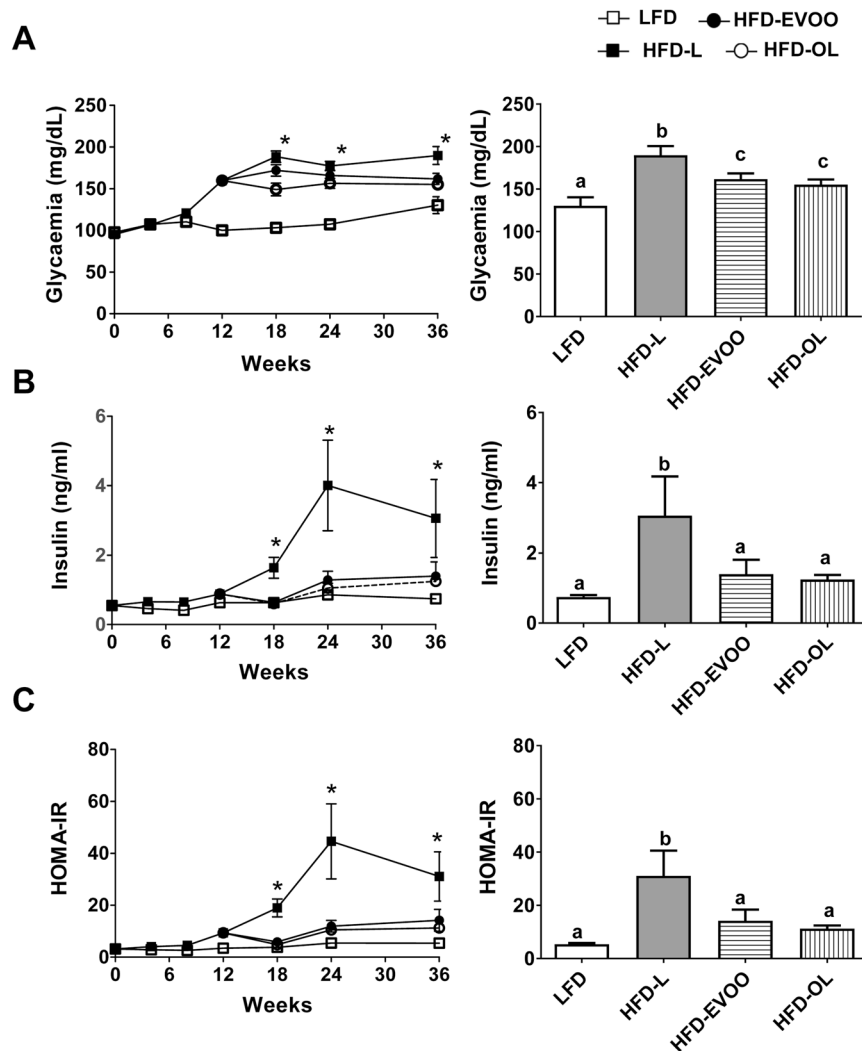 LFD HFD-EVOO
HFD-L HFD-OL
A
Glycaemia (mg/dL)
250
200
150
100
50
0
* * *
0 6 12 18 24 30 36
Weeks
Glycaemia (mg/dL)
250
200
150
100
50
0
a b c c
LFD HFD-L HFD-EVOO HFD-OL
B
Insulin (ng/ml)
6
4
2
0
* * *
0 6 12 18 24 30 36
Weeks
Insulin (ng/ml)
6
4
2
0
a b a a
LFD HFD-L HFD-EVOO HFD-OL
C
HOMA-IR
80
60
40
20
0
* * *
0 6 12 18 24 30 36
Weeks
HOMA-IR
80
60
40
20
0
a b a a
LFD HFD-L HFD-EVOO HFD-OL